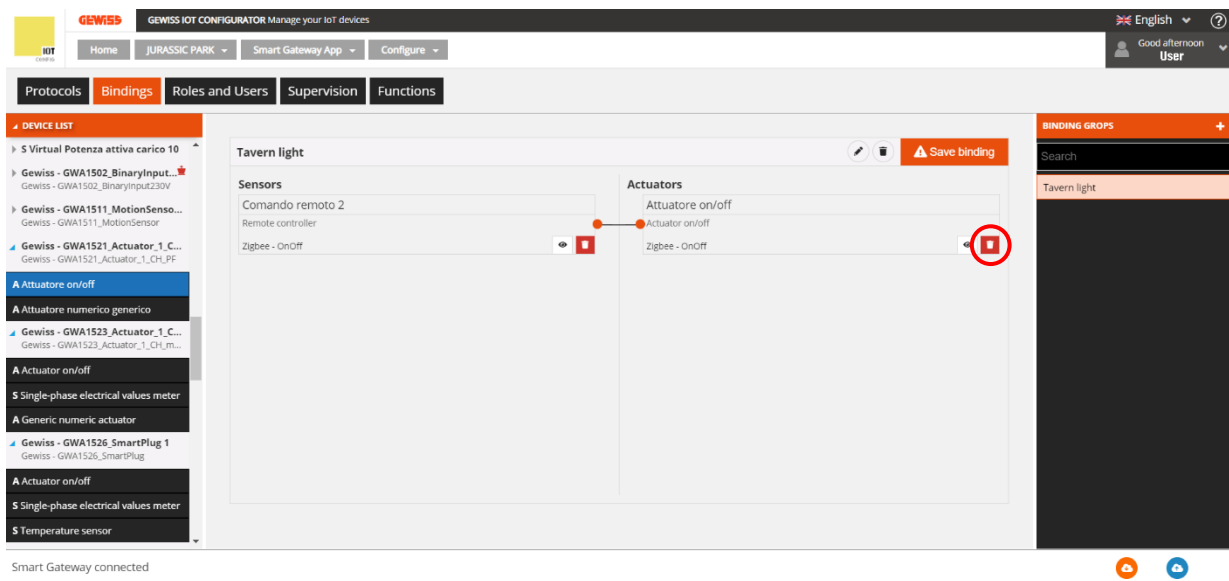 GEWISS
GEWISS IOT CONFIGURATOR Manage your IoT devices
English
?
IOT
CONFIG
Home
JURASSIC PARK
Smart Gateway App
Configure
Good afternoon
User
Protocols
Bindings
Roles and Users
Supervision
Functions
DEVICE LIST
S Virtual Potenza attiva carico 10
Gewiss - GWA1502_BinaryInput...
Gewiss - GWA1502_BinaryInput230V
Gewiss - GWA1511_MotionSenso...
Gewiss - GWA1511_MotionSensor
Gewiss - GWA1521_Actuator_1_C...
Gewiss - GWA1521_Actuator_1_CH_PF
A Attuatore on/off
A Attuatore numerico generico
Gewiss - GWA1523_Actuator_1_C...
Gewiss - GWA1523_Actuator_1_CH_m...
A Actuator on/off
S Single-phase electrical values meter
A Generic numeric actuator
Gewiss - GWA1526_SmartPlug 1
Gewiss - GWA1526_SmartPlug
A Actuator on/off
S Single-phase electrical values meter
S Temperature sensor
Tavern light
Save binding
Sensors
Comando remoto 2
Remote controller
Zigbee - OnOff
Actuators
Attuatore on/off
Actuator on/off
Zigbee - OnOff
BINDING GROPS
+
Search
Tavern light
Smart Gateway connected